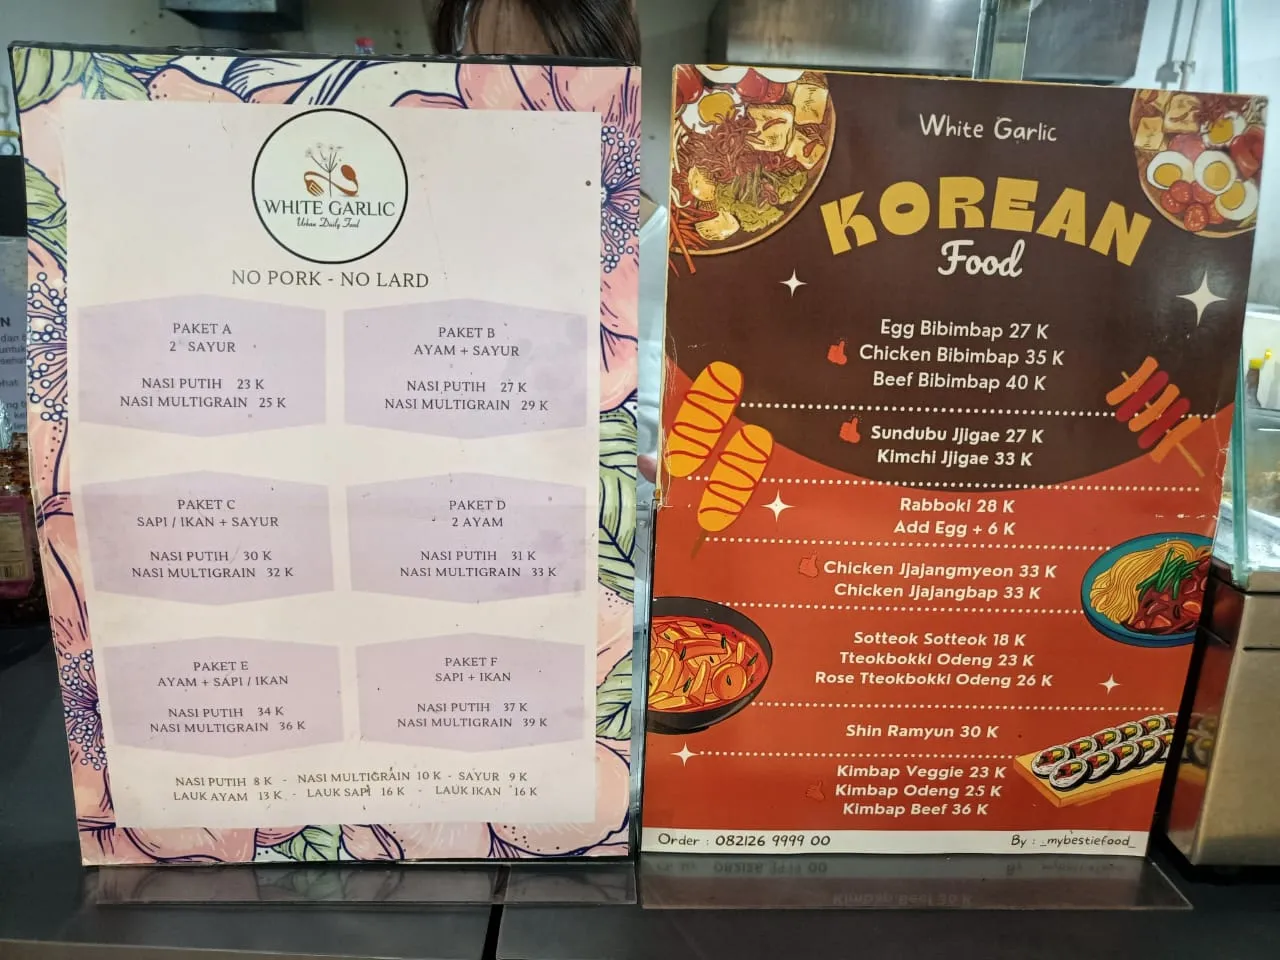 WHITE GARLIC
Urban Daily Food
NO PORK - NO LARD
PAKET A
2 SAYUR
NASI PUTIH 23 K
NASI MULTIGRAIN 25 K
PAKET B
AYAM + SAYUR
NASI PUTIH 27 K
NASI MULTIGRAIN 29 K
PAKET C
SAPI / IKAN + SAYUR
NASI PUTIH 30 K
NASI MULTIGRAIN 32 K
PAKET D
2 AYAM
NASI PUTIH 31 K
NASI MULTIGRAIN 33 K
PAKET E
AYAM + SAPI / IKAN
NASI PUTIH 34 K
NASI MULTIGRAIN 36 K
PAKET F
SAPI + IKAN
NASI PUTIH 37 K
NASI MULTIGRAIN 39 K
NASI PUTIH 8 K - NASI MULTIGRAIN 10 K - SAYUR 9 K
LAUK AYAM 13 K - LAUK SAPI 16 K - LAUK IKAN 16 K
White Garlic
KOREAN
Food
Egg Bibimbap 27 K
Chicken Bibimbap 35 K
Beef Bibimbap 40 K
Sundubu Jjigae 27 K
Kimchi Jjigae 33 K
Rabboki 28 K
Add Egg + 6 K
Chicken Jjajangmyeon 33 K
Chicken Jjajangbap 33 K
Sotteok Sotteok 18 K
Tteokbokki Odeng 23 K
Rose Tteokbokki Odeng 26 K
Shin Ramyun 30 K
Kimbap Veggie 23 K
Kimbap Odeng 25 K
Kimbap Beef 36 K
Order : 082126 9999 00
By : _mybestiefood_